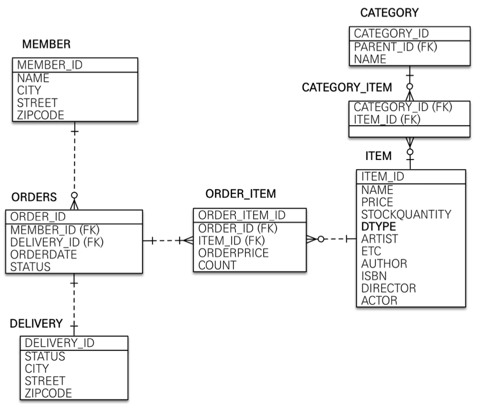 CATEGORY
CATEGORY_ID
PARENT_ID (FK)
NAME
MEMBER
MEMBER_ID
NAME
CITY
STREET
ZIPCODE
CATEGORY_ITEM
CATEGORY_ID (FK)
ITEM_ID (FK)
ITEM
ITEM_ID
NAME
PRICE
STOCKQUANTITY
DTYPE
ARTIST
ETC
AUTHOR
ISBN
DIRECTOR
ACTOR
ORDERS
ORDER_ID
MEMBER_ID (FK)
DELIVERY_ID (FK)
ORDERDATE
STATUS
ORDER_ITEM
ORDER_ITEM_ID
ORDER_ID (FK)
ITEM_ID (FK)
ORDERPRICE
COUNT
DELIVERY
DELIVERY_ID
STATUS
CITY
STREET
ZIPCODE